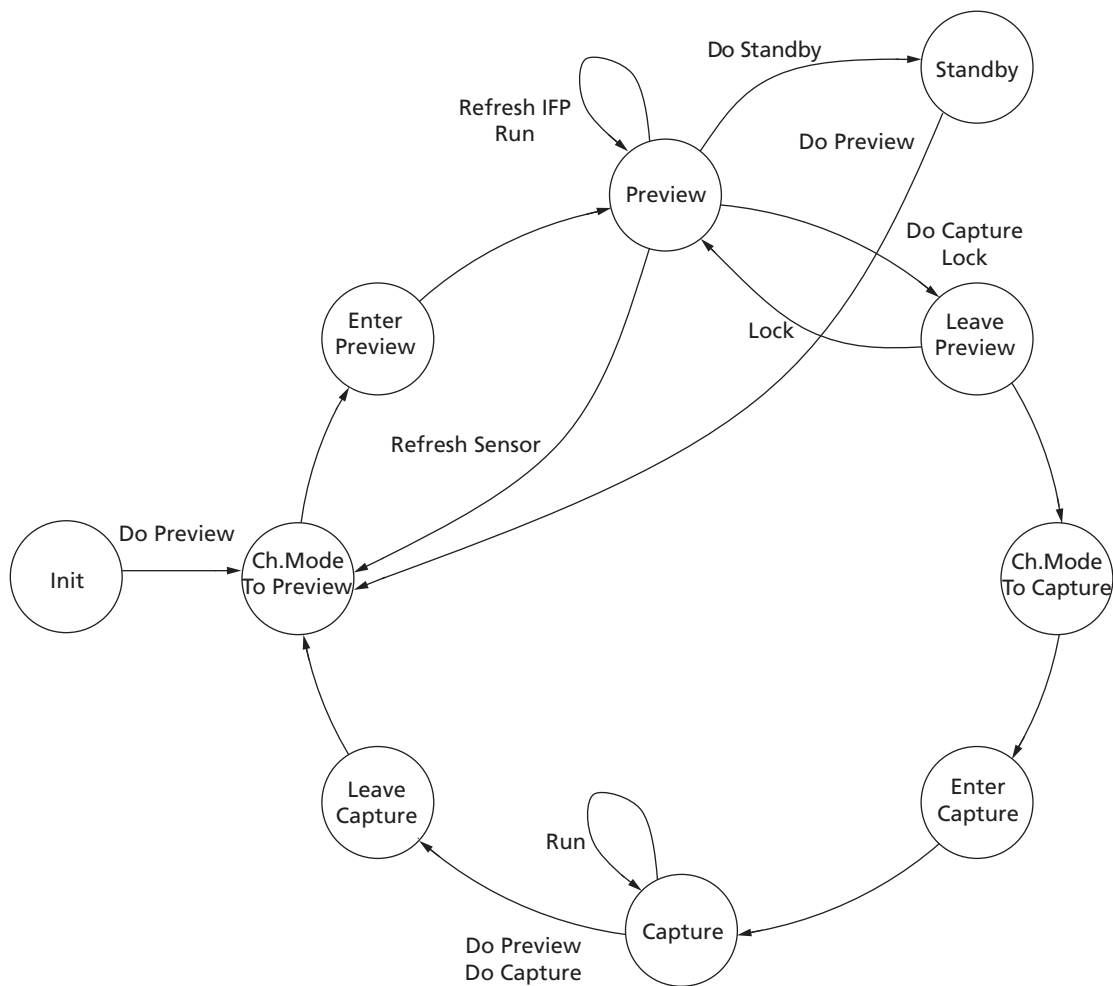 Do Standby
Standby
Refresh IFP
Run
Do Preview
Preview
Do Capture
Lock
Enter
Preview
Leave
Preview
Lock
Refresh Sensor
Do Preview
Init
Ch.Mode
To Preview
Ch.Mode
To Capture
Leave
Capture
Enter
Capture
Run
Capture
Do Preview
Do Capture